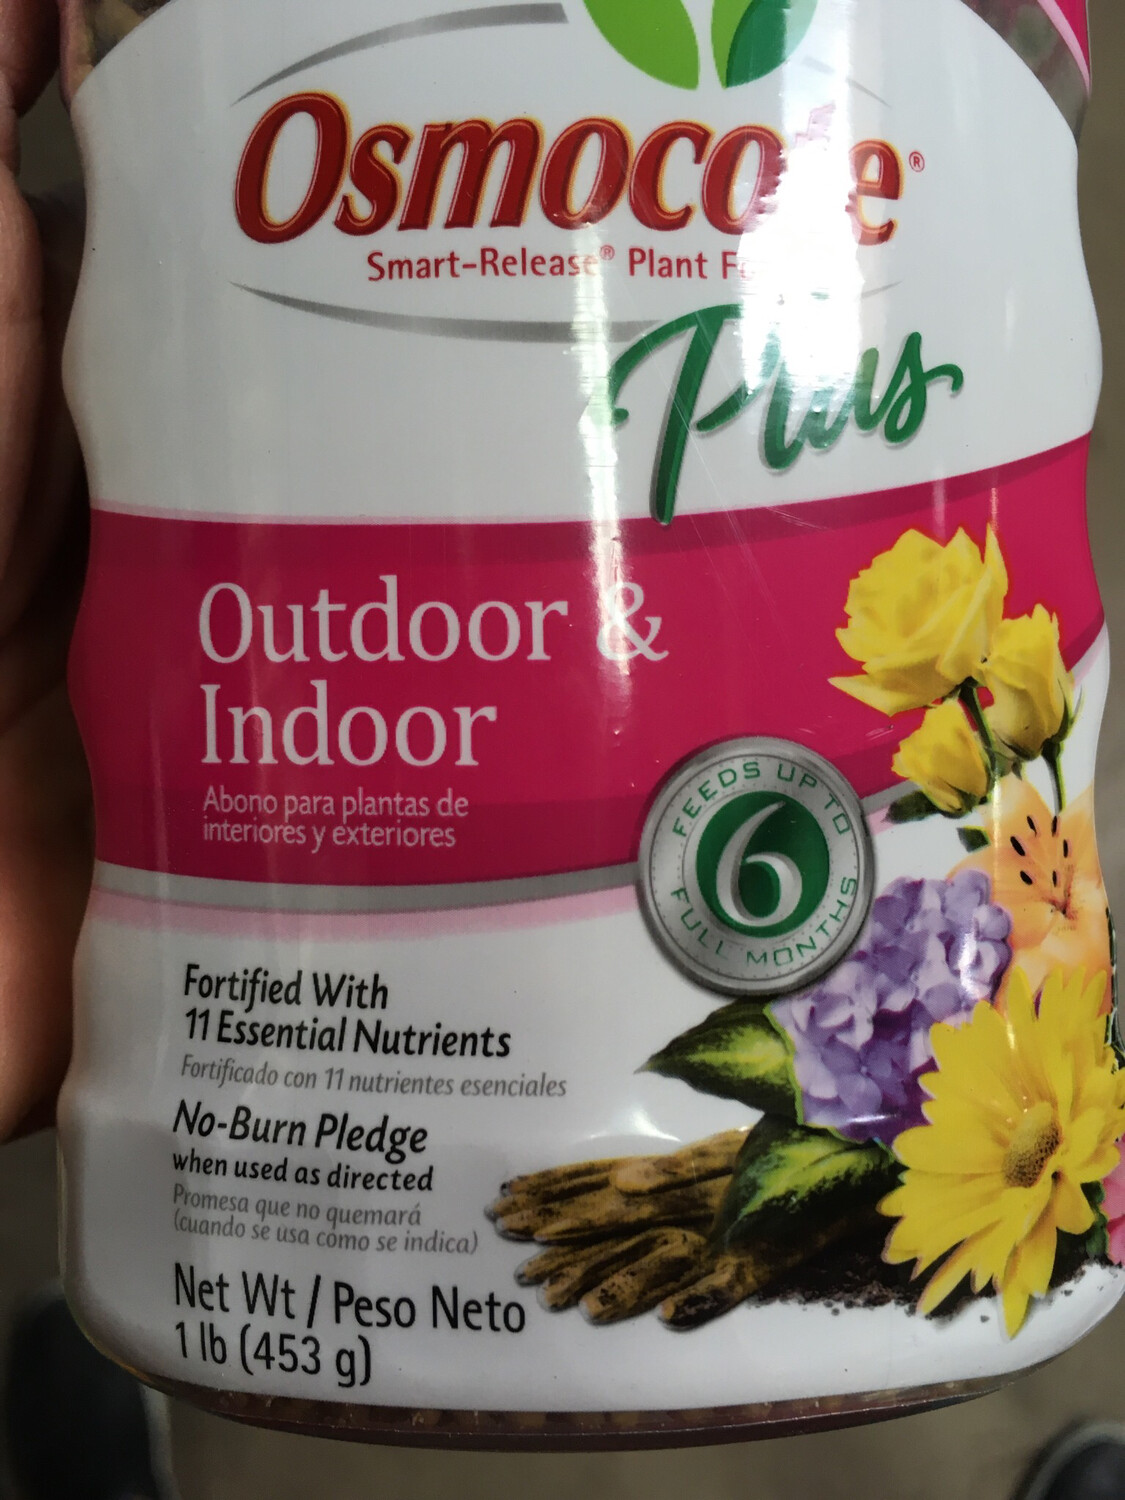 Osmocote®
Smart-Release® Plant
Plus
Outdoor &
Indoor
Abono para plantas de
interiores y exteriores
FEEDS UP TO
6
FULL MONTHS
Fortified With
11 Essential Nutrients
Fortificado con 11 nutrientes esenciales
No-Burn Pledge
when used as directed
Promesa que no quemará
(cuando se usa como se indica)
Net Wt / Peso Neto
1 lb (453 g)